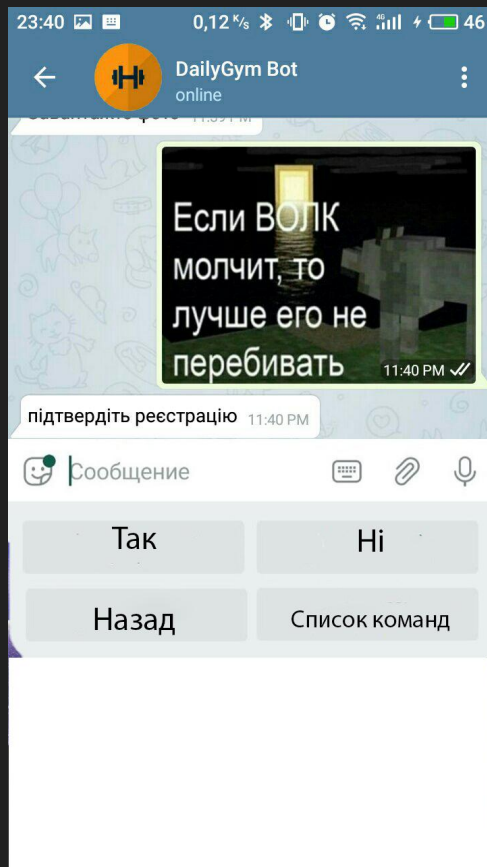 23:40 0,12 K/s 4G 46
DailyGym Bot
online
11:39 PM
Если ВОЛК
молчит, то
лучше его не
перебивать
11:40 PM
підтвердіть реєстрацію 11:40 PM
Сообщение
Так Ні
Назад Список команд